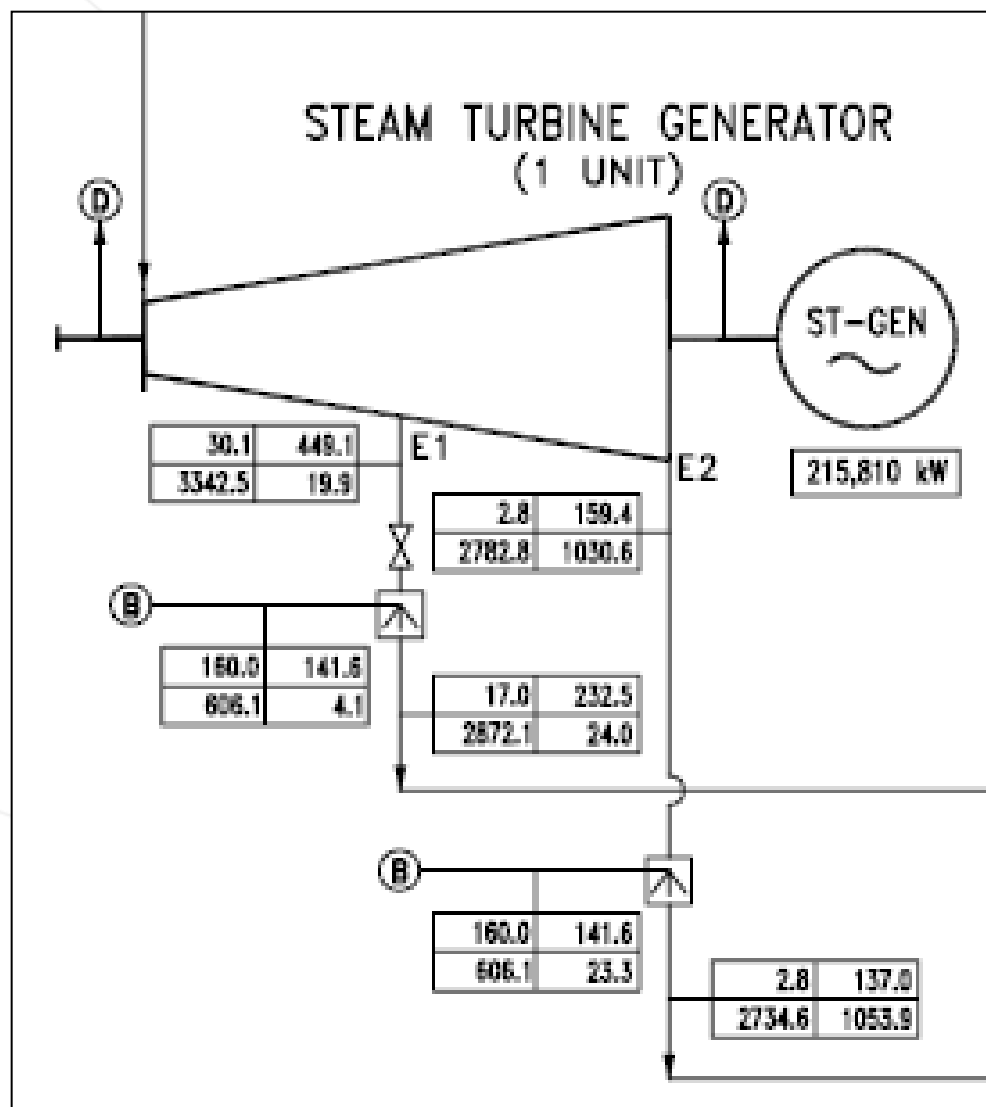 STEAM TURBINE GENERATOR
(1 UNIT)
D
D
ST-GEN
30.1 449.1
3342.5 19.9
E1
E2
215,810 kW
2.8 159.4
2782.8 1030.6
B
160.0 141.6
606.1 4.1
17.0 232.5
2872.1 24.0
B
160.0 141.6
606.1 23.3
2.8 137.0
2734.6 1053.9